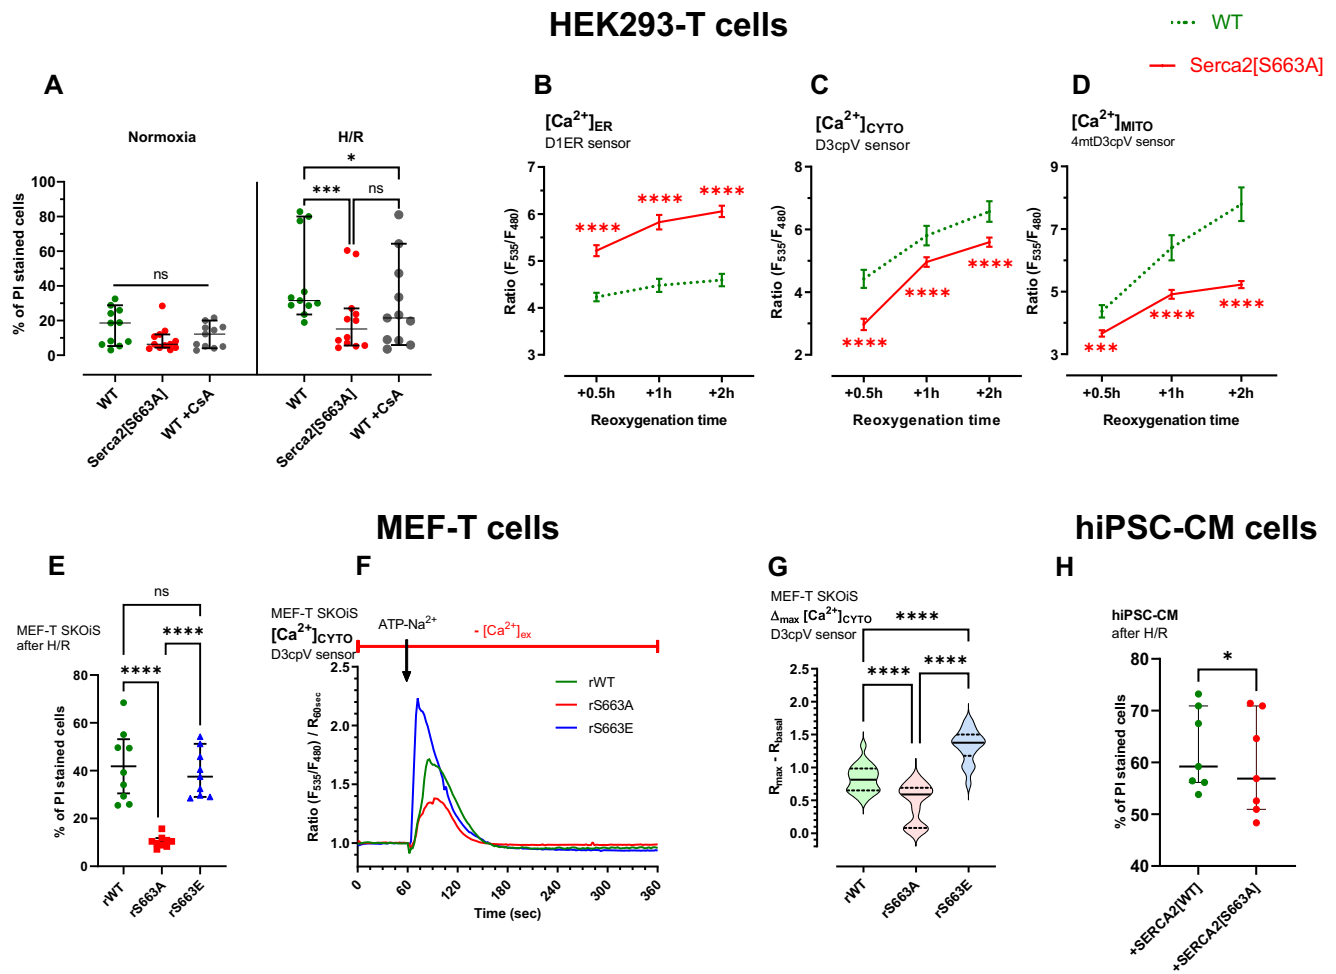 HEK293-T cells
WT
Serca2[S663A]
A
Normoxia
H/R
% of PI stained cells
100
80
60
40
20
0
ns
*
***
ns
WT
Serca2[S663A]
WT +CsA
WT
Serca2[S663A]
WT +CsA
B
[Ca2+]ER
D1ER sensor
Ratio (F535/F480)
7
6
5
4
3
****
****
****
+0.5h
+1h
+2h
Reoxygenation time
C
[Ca2+]CYTO
D3cpV sensor
Ratio (F535/F480)
8
6
4
2
****
****
****
+0.5h
+1h
+2h
Reoxygenation time
D
[Ca2+]MITO
4mtD3cpV sensor
Ratio (F535/F480)
9
7
5
3
***
****
****
+0.5h
+1h
+2h
Reoxygenation time
MEF-T cells
hiPSC-CM cells
E
MEF-T SKOiS
after H/R
ns
****
****
% of PI stained cells
80
60
40
20
0
rWT
rS663A
rS663E
F
MEF-T SKOiS
[Ca2+]CYTO
D3cpV sensor
ATP-Na2+
- [Ca2+]ex
Ratio (F535/F480) / R60sec
2.5
2.0
1.5
1.0
rWT
rS663A
rS663E
0
60
120
180
240
300
360
Time (sec)
G
MEF-T SKOiS
Δmax [Ca2+]CYTO
D3cpV sensor
****
****
****
Rmax - Rbasal
2.5
2.0
1.5
1.0
0.5
0.0
rWT
rS663A
rS663E
H
hiPSC-CM
after H/R
*
% of PI stained cells
80
70
60
50
40
+SERCA2[WT]
+SERCA2[S663A]